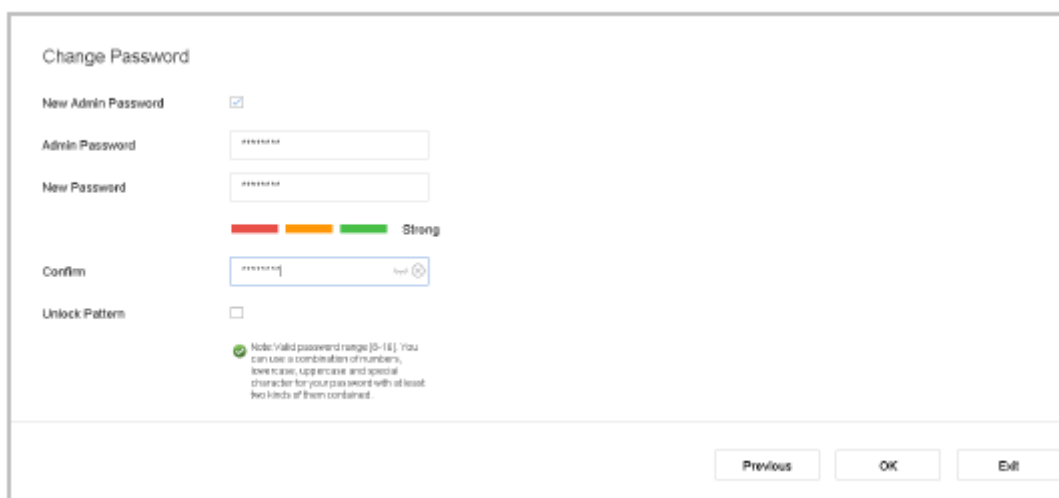 Change Password
New Admin Password
Admin Password
********
New Password
********
Strong
Confirm
********
Unlock Pattern
Note:Valid password range [8-16]. You
can use a combination of numbers,
lowercase, uppercase and special
character for your password with at least
two kinds of them contained.
Previous
OK
Exit